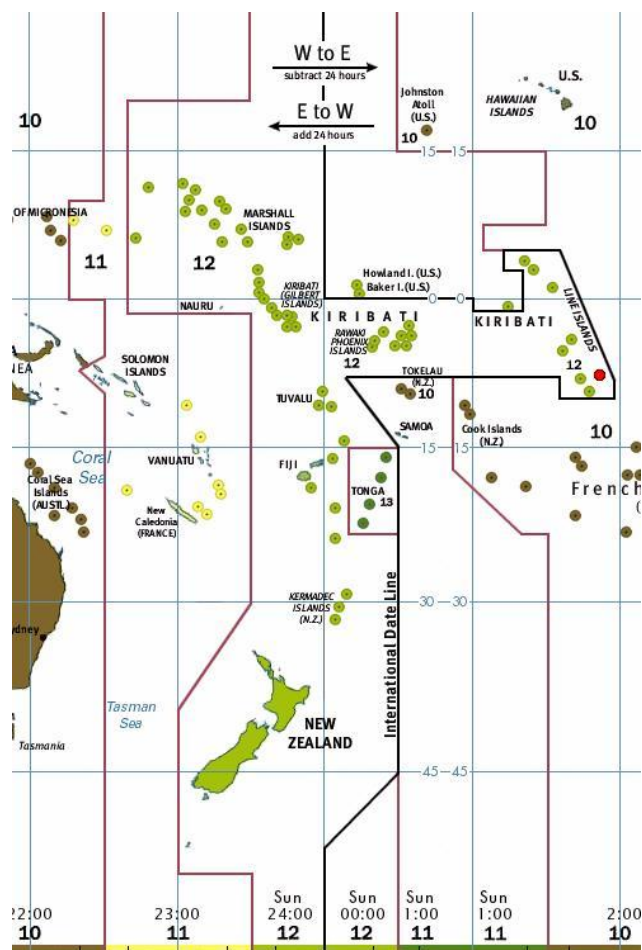 W to E
subtract 24 hours
E to W
add 24 hours
U.S.
HAWAIIAN
ISLANDS
10
Johnston
Atoll
(U.S.)
10
10
15
15
OF MICRONESIA
11
12
MARSHALL
ISLANDS
NAURU
KIRIBATI
(GILBERT
ISLANDS)
Howland I. (U.S.)
Baker I. (U.S.)
0
0
KIRIBATI
KIRIBATI
LINE ISLANDS
12
RAWAKI
PHOENIX
ISLANDS
12
SOLOMON
ISLANDS
NEA
TOKELAU
(N.Z.)
10
TUVALU
SAMOA
Cook Islands
(N.Z.)
10
15
15
Coral
Sea
Coral Sea
Islands
(AUSTL)
VANUATU
FIJI
TONGA
13
New
Caledonia
(FRANCE)
French
(
KERMADEC
ISLANDS
(N.Z.)
30
30
International Date Line
ydney
Tasman
Sea
Tasmania
NEW
ZEALAND
45
45
22:00
10
23:00
11
Sun
24:00
12
Sun
00:00
12
Sun
1:00
11
Sun
1:00
11
2:00
10